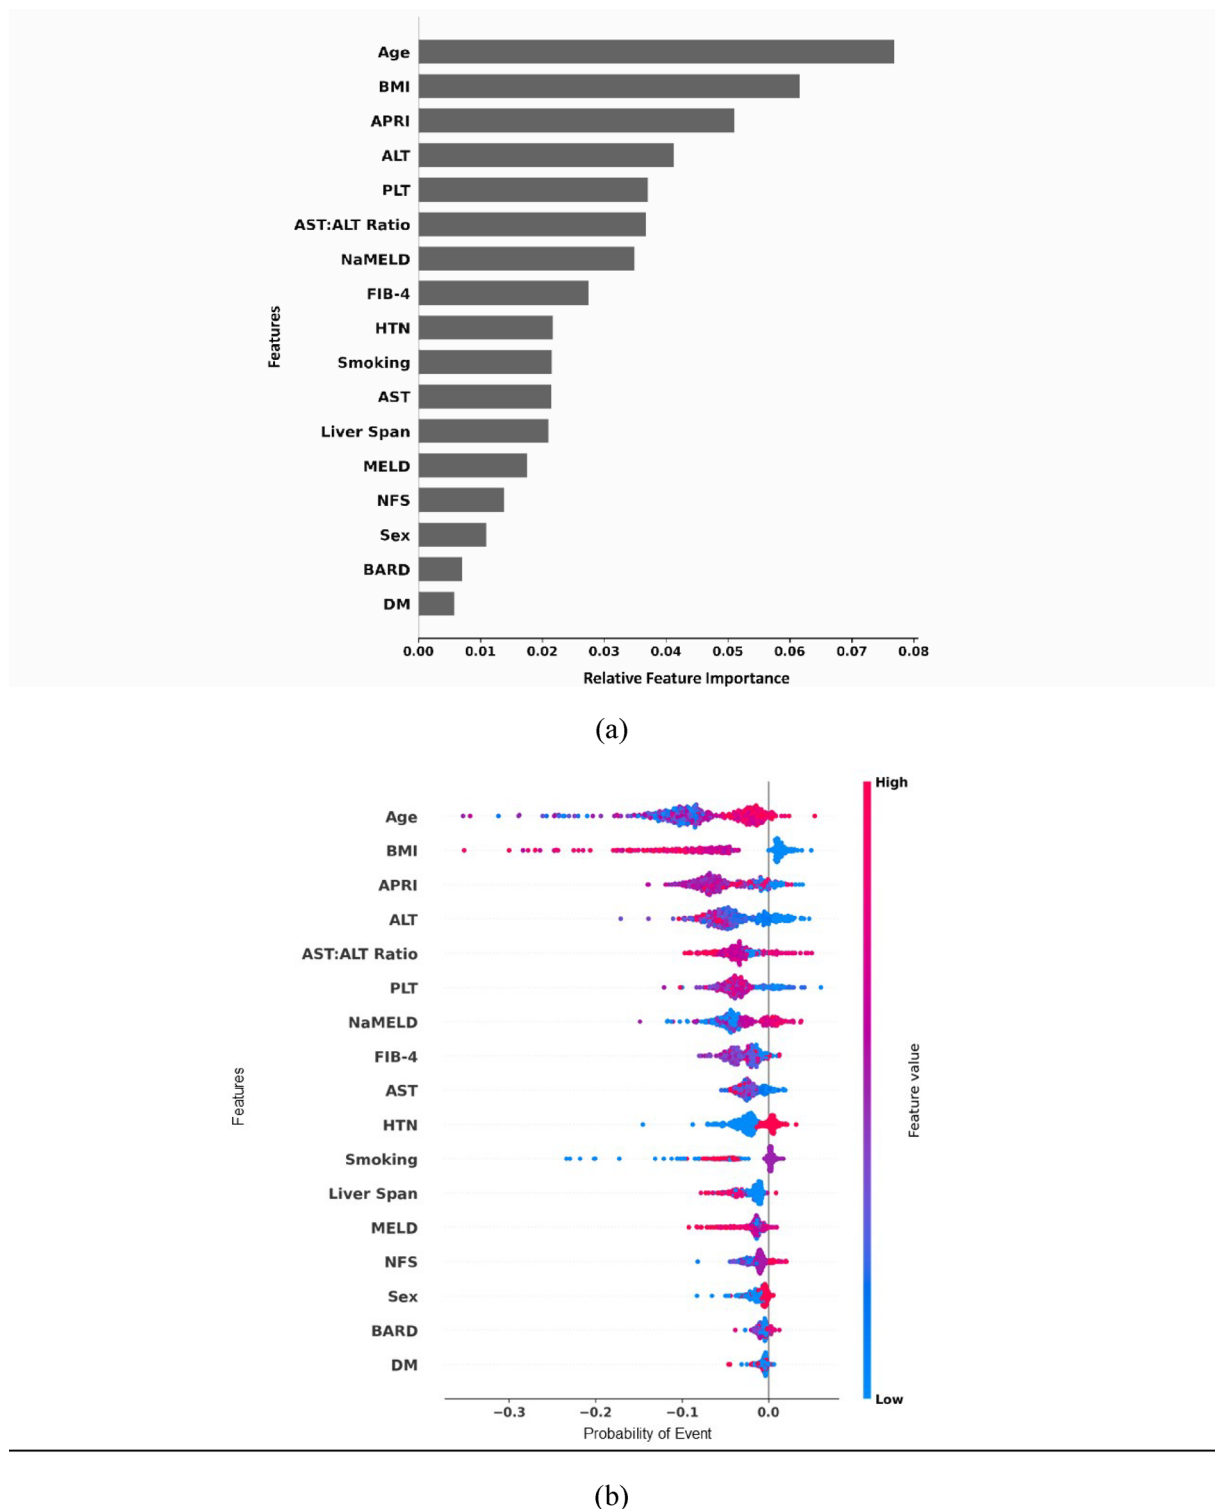 Age
BMI
APRI
ALT
PLT
AST:ALT Ratio
NaMELD
FIB-4
HTN
Smoking
AST
Liver Span
MELD
NFS
Sex
BARD
DM
Features
0.00 0.01 0.02 0.03 0.04 0.05 0.06 0.07 0.08
Relative Feature Importance
(a)
High
Age
BMI
APRI
ALT
AST:ALT Ratio
PLT
NaMELD
FIB-4
AST
HTN
Smoking
Liver Span
MELD
NFS
Sex
BARD
DM
Features
Feature value
Low
−0.3 −0.2 −0.1 0.0
Probability of Event
(b)